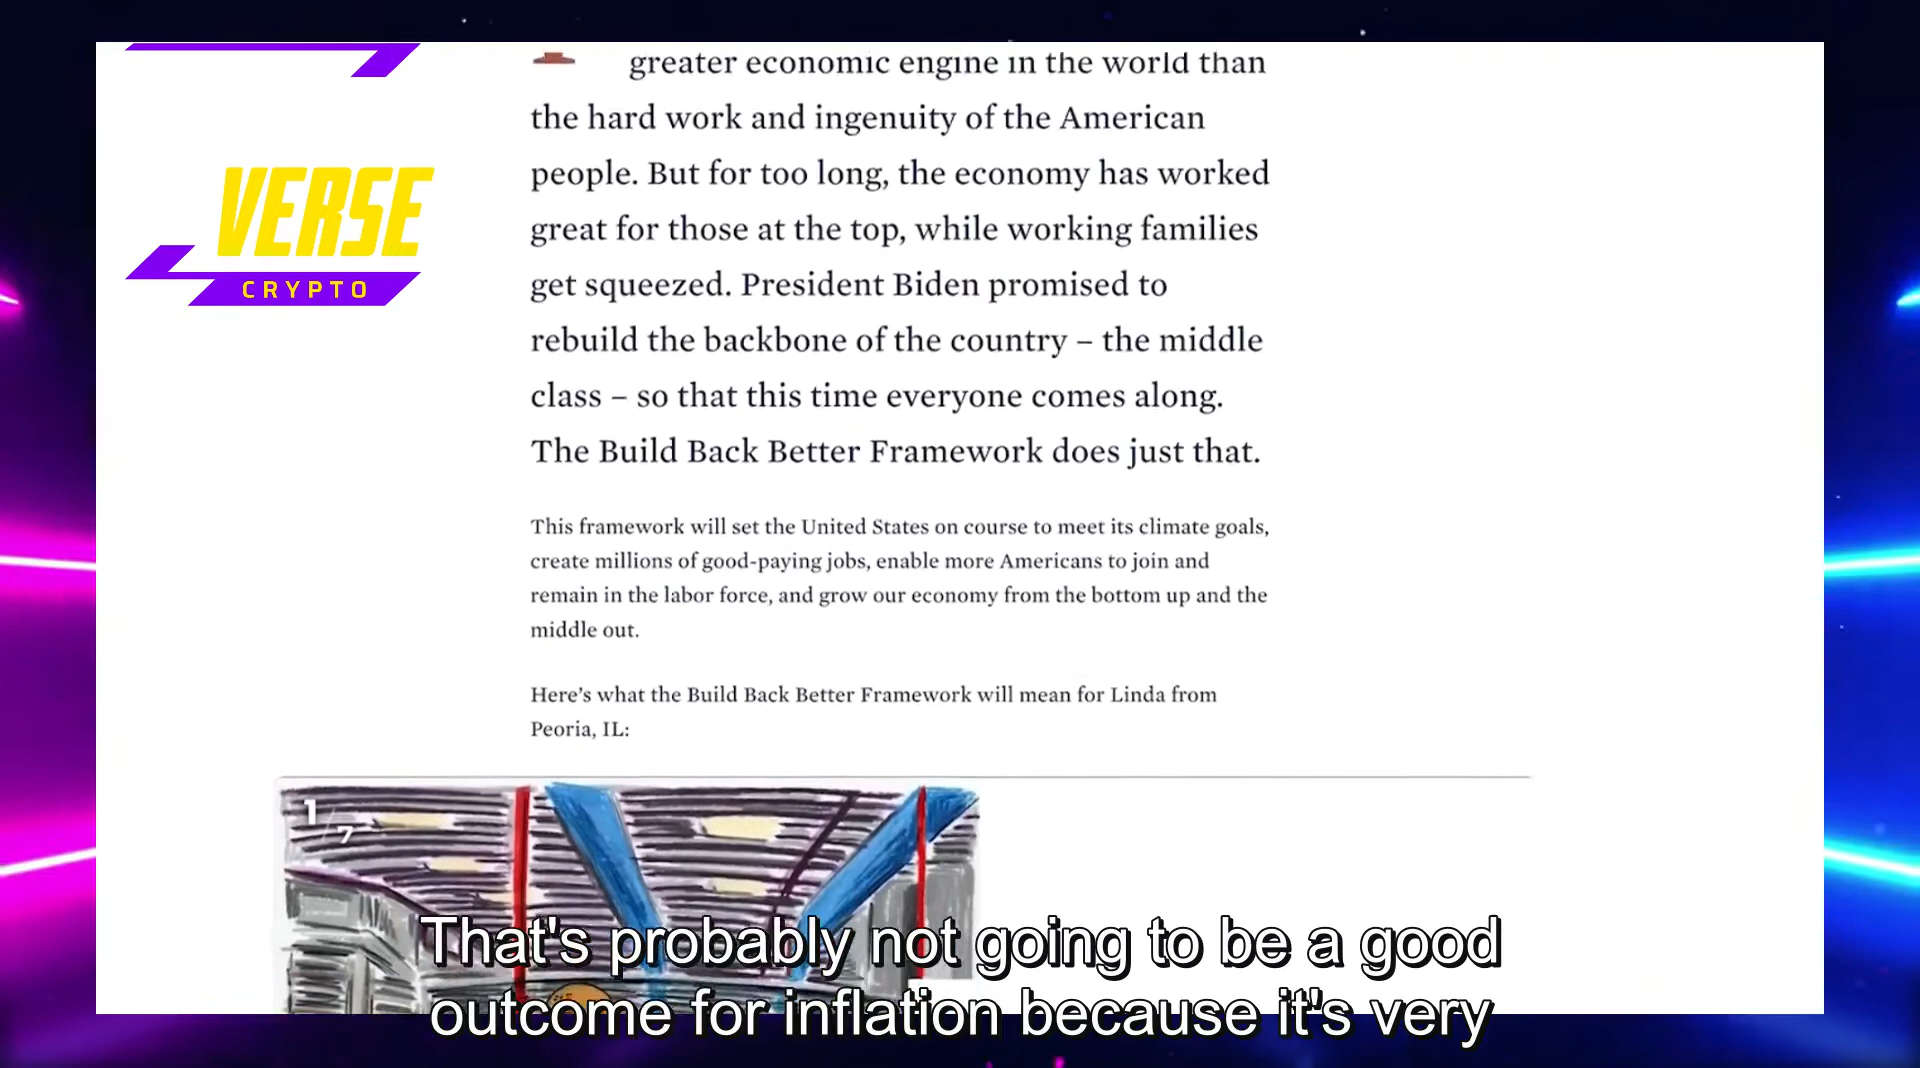 greater economic engine in the world than
the hard work and ingenuity of the American
people. But for too long, the economy has worked
great for those at the top, while working families
get squeezed. President Biden promised to
rebuild the backbone of the country – the middle
class – so that this time everyone comes along.
The Build Back Better Framework does just that.
VERSE
CRYPTO
This framework will set the United States on course to meet its climate goals,
create millions of good-paying jobs, enable more Americans to join and
remain in the labor force, and grow our economy from the bottom up and the
middle out.
Here’s what the Build Back Better Framework will mean for Linda from
Peoria, IL:
1/7
That's probably not going to be a good
outcome for inflation because it's very